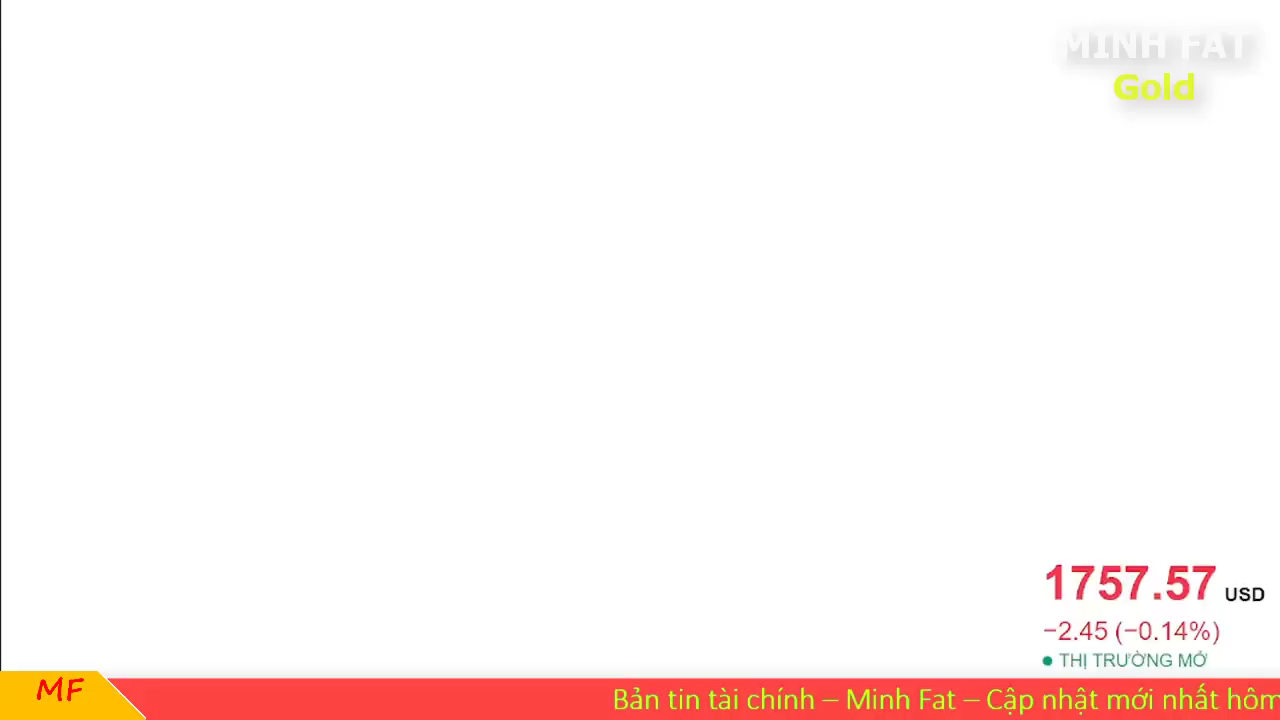 MINH FAT
Gold
1757.57 USD
−2.45 (−0.14%)
● THỊ TRƯỜNG MỞ
MF
Bản tin tài chính – Minh Fat – Cập nhật mới nhất hôm